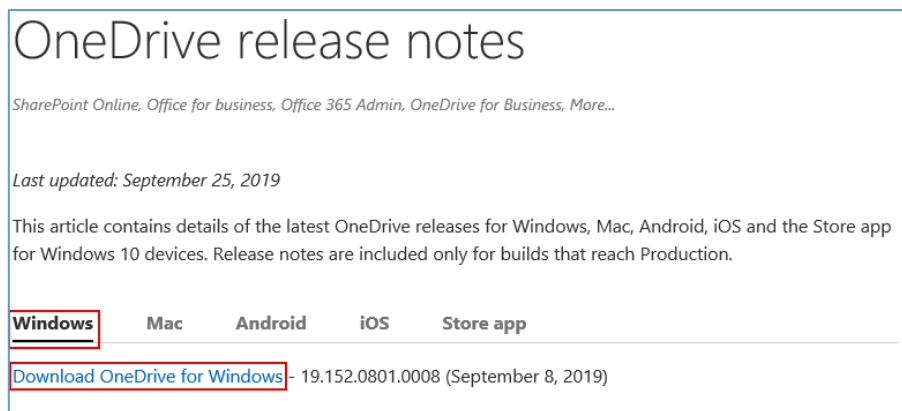 OneDrive release notes
SharePoint Online, Office for business, Office 365 Admin, OneDrive for Business, More...
Last updated: September 25, 2019
This article contains details of the latest OneDrive releases for Windows, Mac, Android, iOS and the Store app
for Windows 10 devices. Release notes are included only for builds that reach Production.
Windows Mac Android iOS Store app
Download OneDrive for Windows - 19.152.0801.0008 (September 8, 2019)